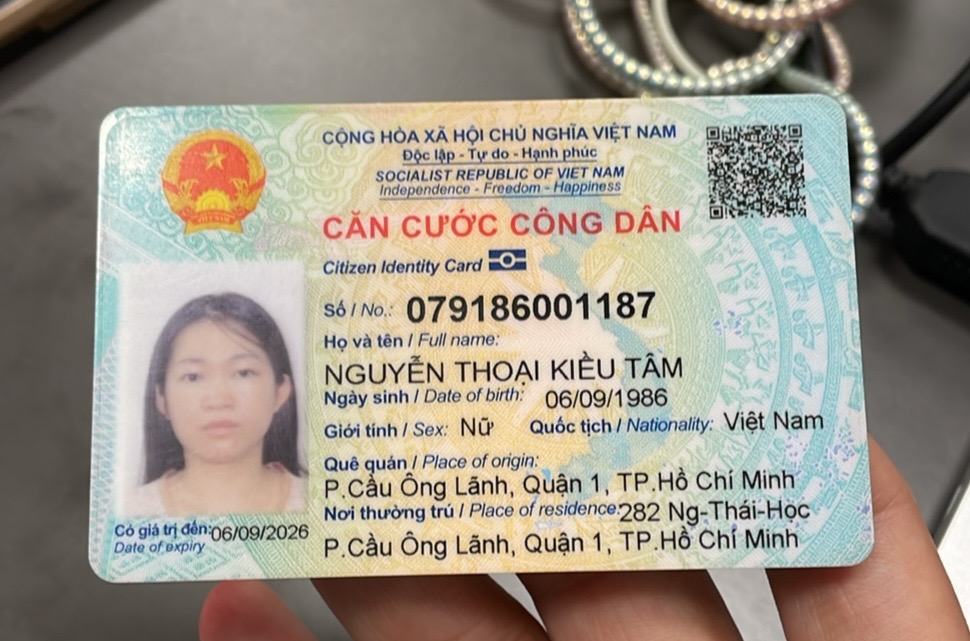 CỘNG HÒA XÃ HỘI CHỦ NGHĨA VIỆT NAM
Độc lập - Tự do - Hạnh phúc
SOCIALIST REPUBLIC OF VIET NAM
Independence - Freedom - Happiness
CĂN CƯỚC CÔNG DÂN
Citizen Identity Card
Số / No.: 079186001187
Họ và tên / Full name:
NGUYỄN THOẠI KIỀU TÂM
Ngày sinh / Date of birth: 06/09/1986
Giới tính / Sex: Nữ Quốc tịch / Nationality: Việt Nam
Quê quán / Place of origin:
P.Cầu Ông Lãnh, Quận 1, TP.Hồ Chí Minh
Nơi thường trú / Place of residence: 282 Ng-Thái-Học
P.Cầu Ông Lãnh, Quận 1, TP.Hồ Chí Minh
Có giá trị đến: 06/09/2026
Date of expiry